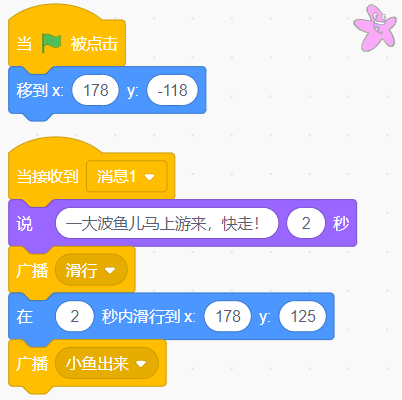 当 被点击
移到 x: 178 y: -118
当接收到 消息1
说 一大波鱼儿马上游来，快走！ 2 秒
广播 滑行
在 2 秒内滑行到 x: 178 y: 125
广播 小鱼出来